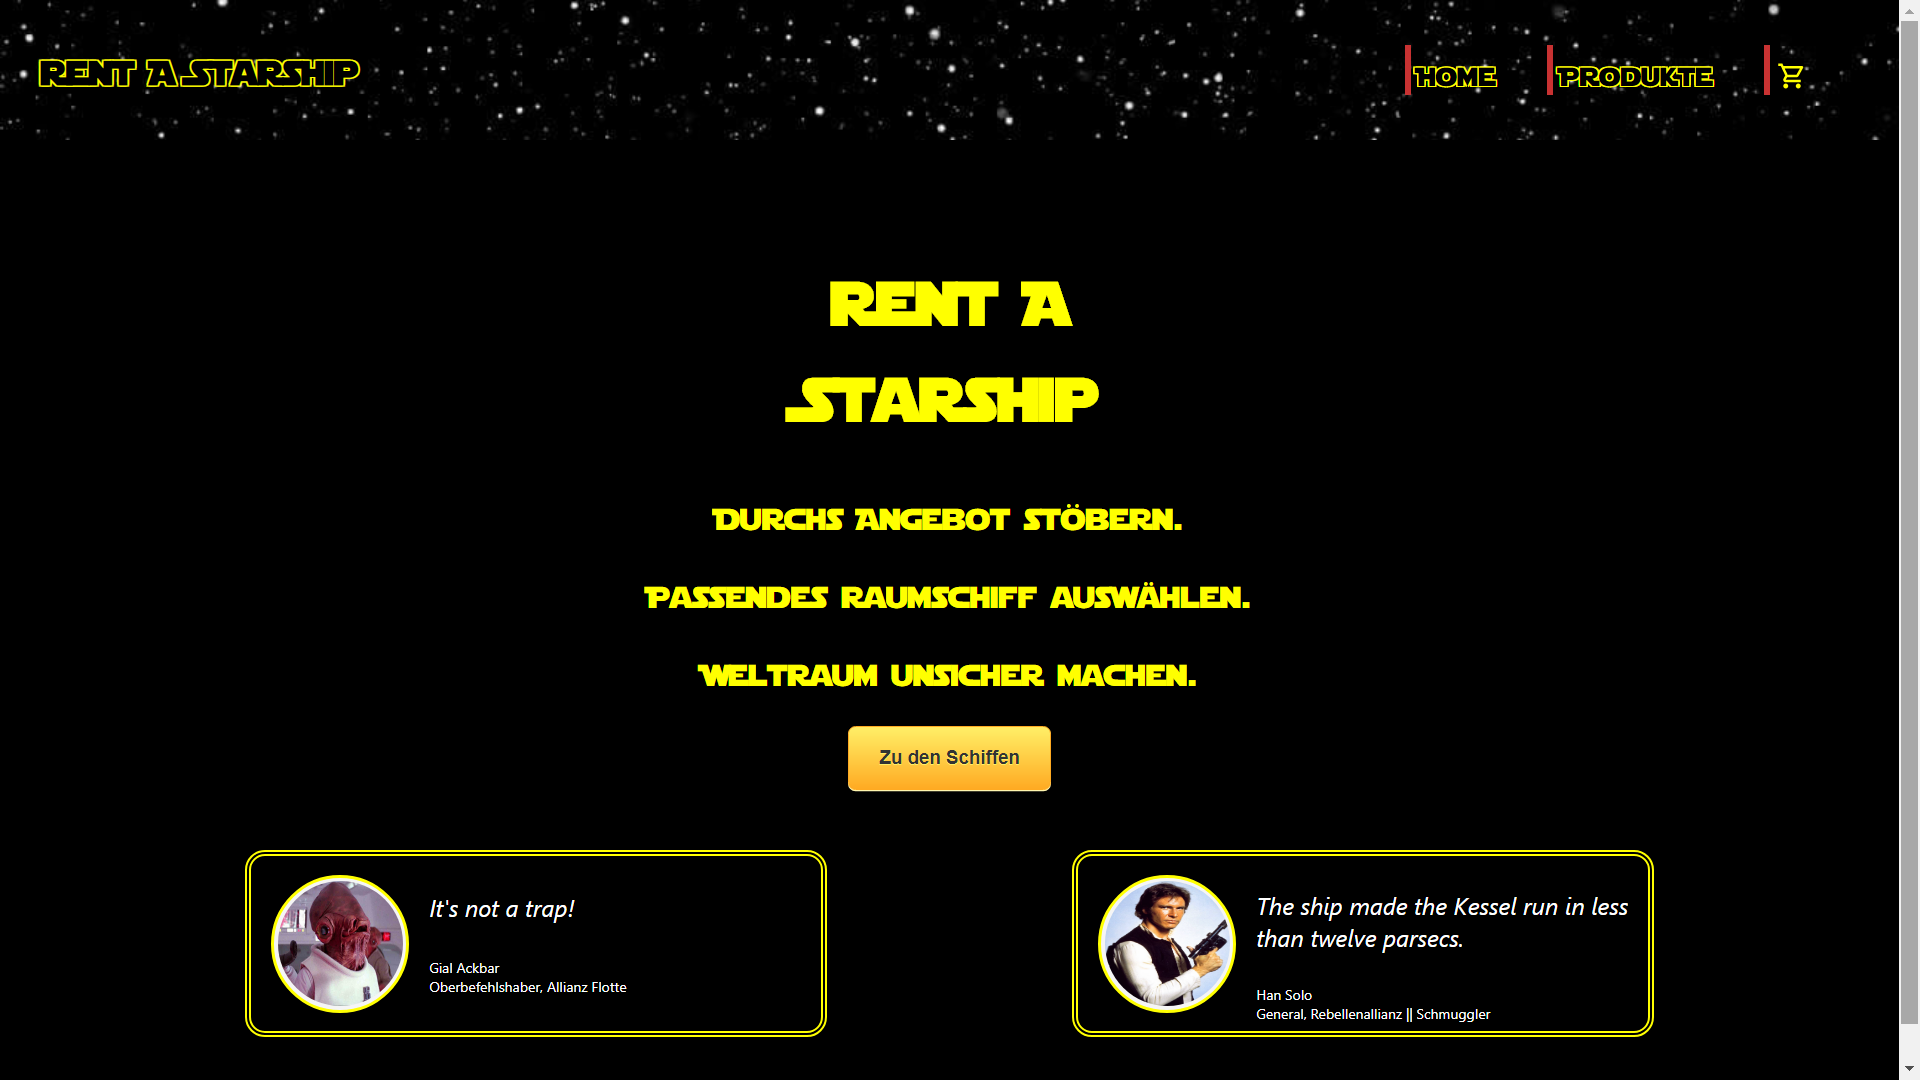 Rent A Starship
Home
Produkte
Rent A
Starship
Durchs Angebot stöbern.
Passendes Raumschiff auswählen.
Weltraum unsicher machen.
Zu den Schiffen
It's not a trap!
Gial Ackbar
Oberbefehlshaber, Allianz Flotte
The ship made the Kessel run in less
than twelve parsecs.
Han Solo
General, Rebellenallianz || Schmuggler